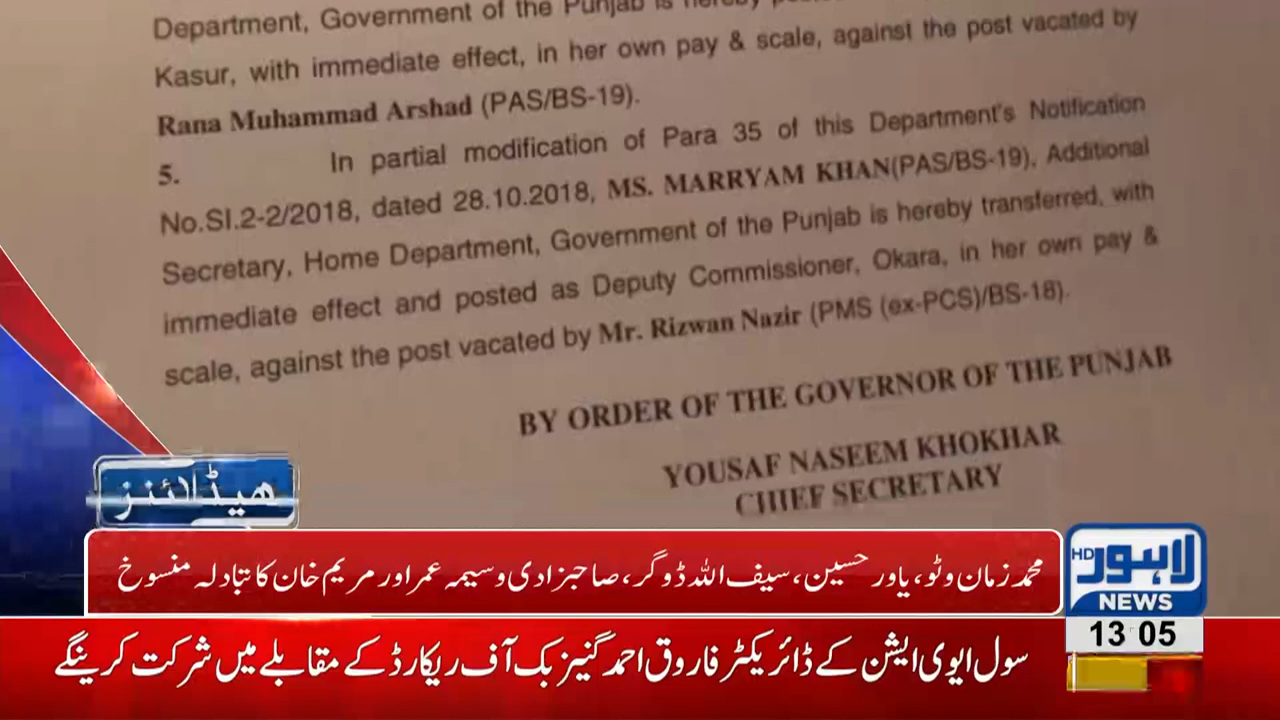 Department, Government of the Punjab is hereby
Kasur, with immediate effect, in her own pay & scale, against the post vacated by
Rana Muhammad Arshad (PAS/BS-19).
5. In partial modification of Para 35 of this Department's Notification
No.SI.2-2/2018, dated 28.10.2018, MS. MARRYAM KHAN(PAS/BS-19), Additional
Secretary, Home Department, Government of the Punjab is hereby transferred, with
immediate effect and posted as Deputy Commissioner, Okara, in her own pay &
scale, against the post vacated by Mr. Rizwan Nazir (PMS (ex-PCS)/BS-18).
BY ORDER OF THE GOVERNOR OF THE PUNJAB
YOUSAF NASEEM KHOKHAR
CHIEF SECRETARY
ھیڈلائنز
محمد زمان وٹو، یاور حسین، سیف اللہ ڈوگر، صاحبزادی وسیمہ عمر اور مریم خان کا تبادلہ منسوخ
HD لاہور
NEWS
13 05
سول ایوی ایشن کے ڈائریکٹر فاروق احمد گنیز بک آف ریکارڈ کے مقابلے میں شرکت کرینگے